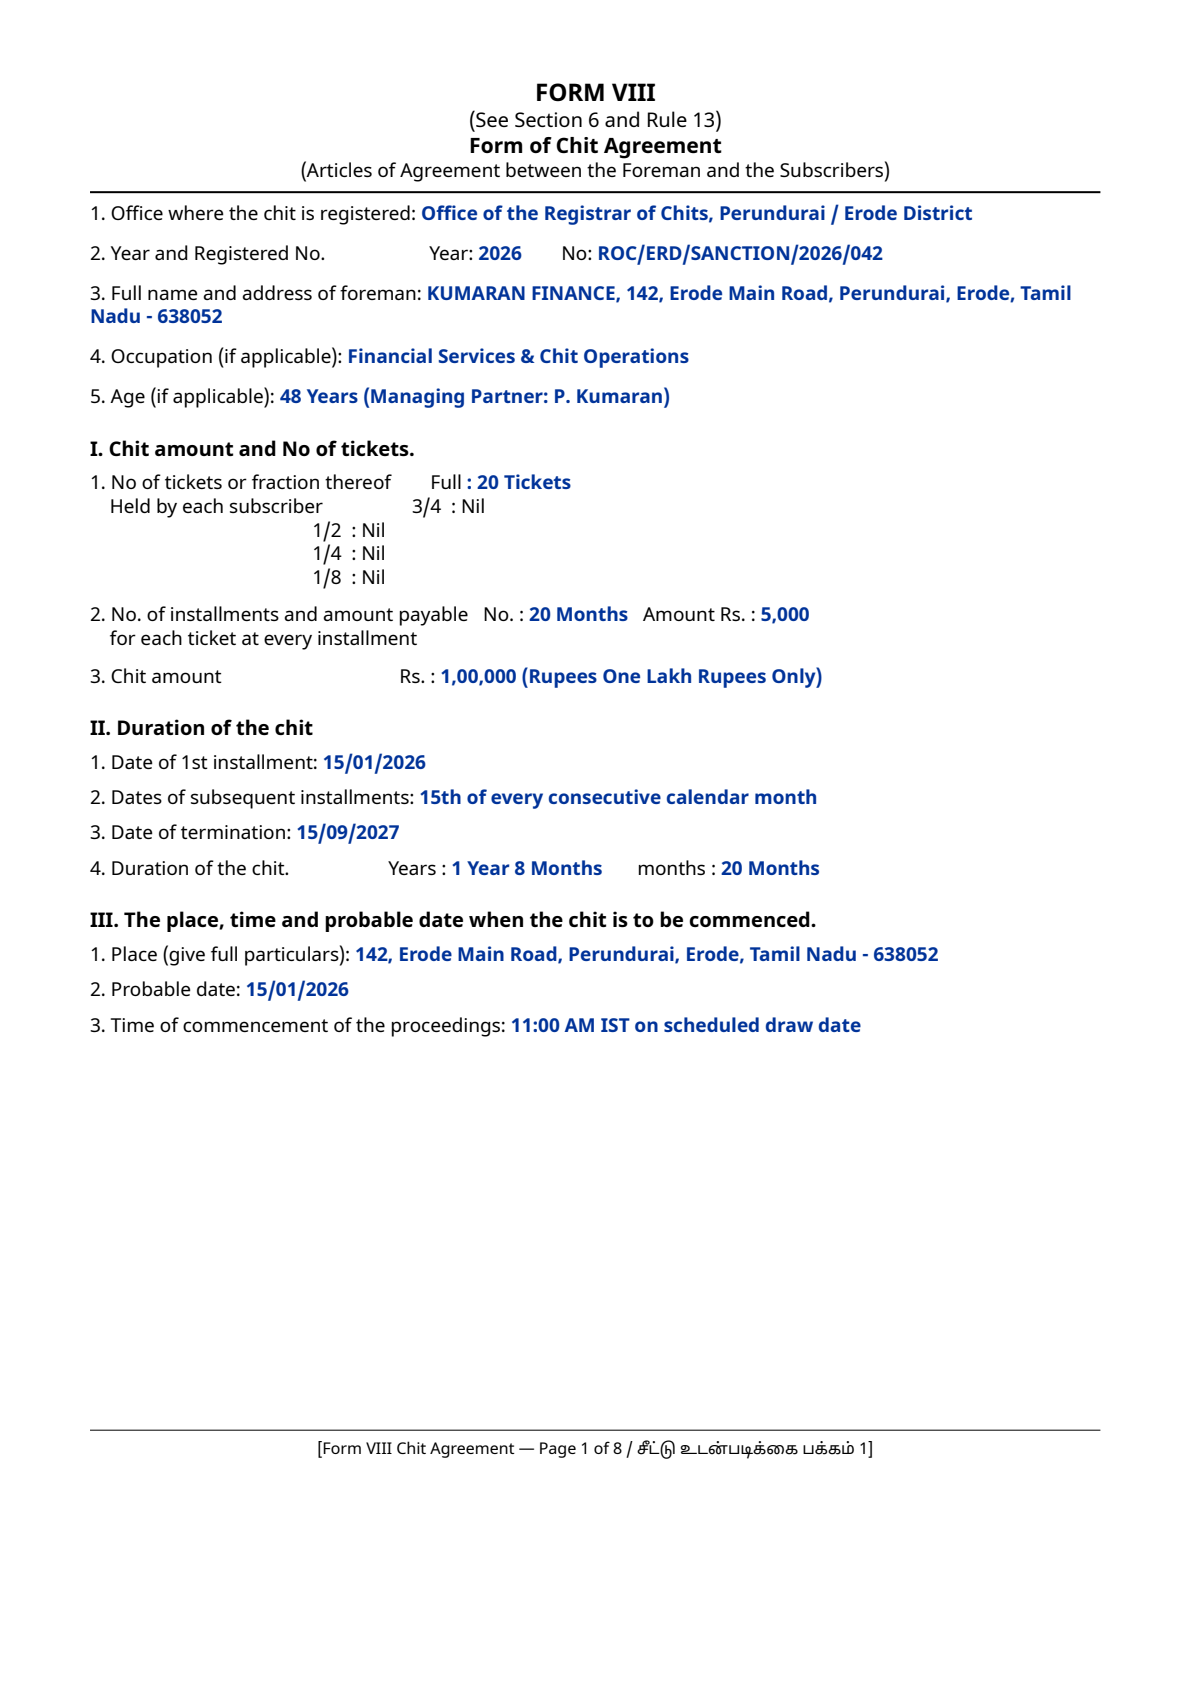 FORM VIII
(See Section 6 and Rule 13)
Form of Chit Agreement
(Articles of Agreement between the Foreman and the Subscribers)
1. Office where the chit is registered: Office of the Registrar of Chits, Perundurai / Erode District
2. Year and Registered No. Year: 2026 No: ROC/ERD/SANCTION/2026/042
3. Full name and address of foreman: KUMARAN FINANCE, 142, Erode Main Road, Perundurai, Erode, Tamil
Nadu - 638052
4. Occupation (if applicable): Financial Services & Chit Operations
5. Age (if applicable): 48 Years (Managing Partner: P. Kumaran)
I. Chit amount and No of tickets.
1. No of tickets or fraction thereof Full : 20 Tickets
Held by each subscriber 3/4 : Nil
1/2 : Nil
1/4 : Nil
1/8 : Nil
2. No. of installments and amount payable No. : 20 Months Amount Rs. : 5,000
for each ticket at every installment
3. Chit amount Rs. : 1,00,000 (Rupees One Lakh Rupees Only)
II. Duration of the chit
1. Date of 1st installment: 15/01/2026
2. Dates of subsequent installments: 15th of every consecutive calendar month
3. Date of termination: 15/09/2027
4. Duration of the chit. Years : 1 Year 8 Months months : 20 Months
III. The place, time and probable date when the chit is to be commenced.
1. Place (give full particulars): 142, Erode Main Road, Perundurai, Erode, Tamil Nadu - 638052
2. Probable date: 15/01/2026
3. Time of commencement of the proceedings: 11:00 AM IST on scheduled draw date
[Form VIII Chit Agreement — Page 1 of 8 / சீட்டு உடன்படிக்கை பக்கம் 1]